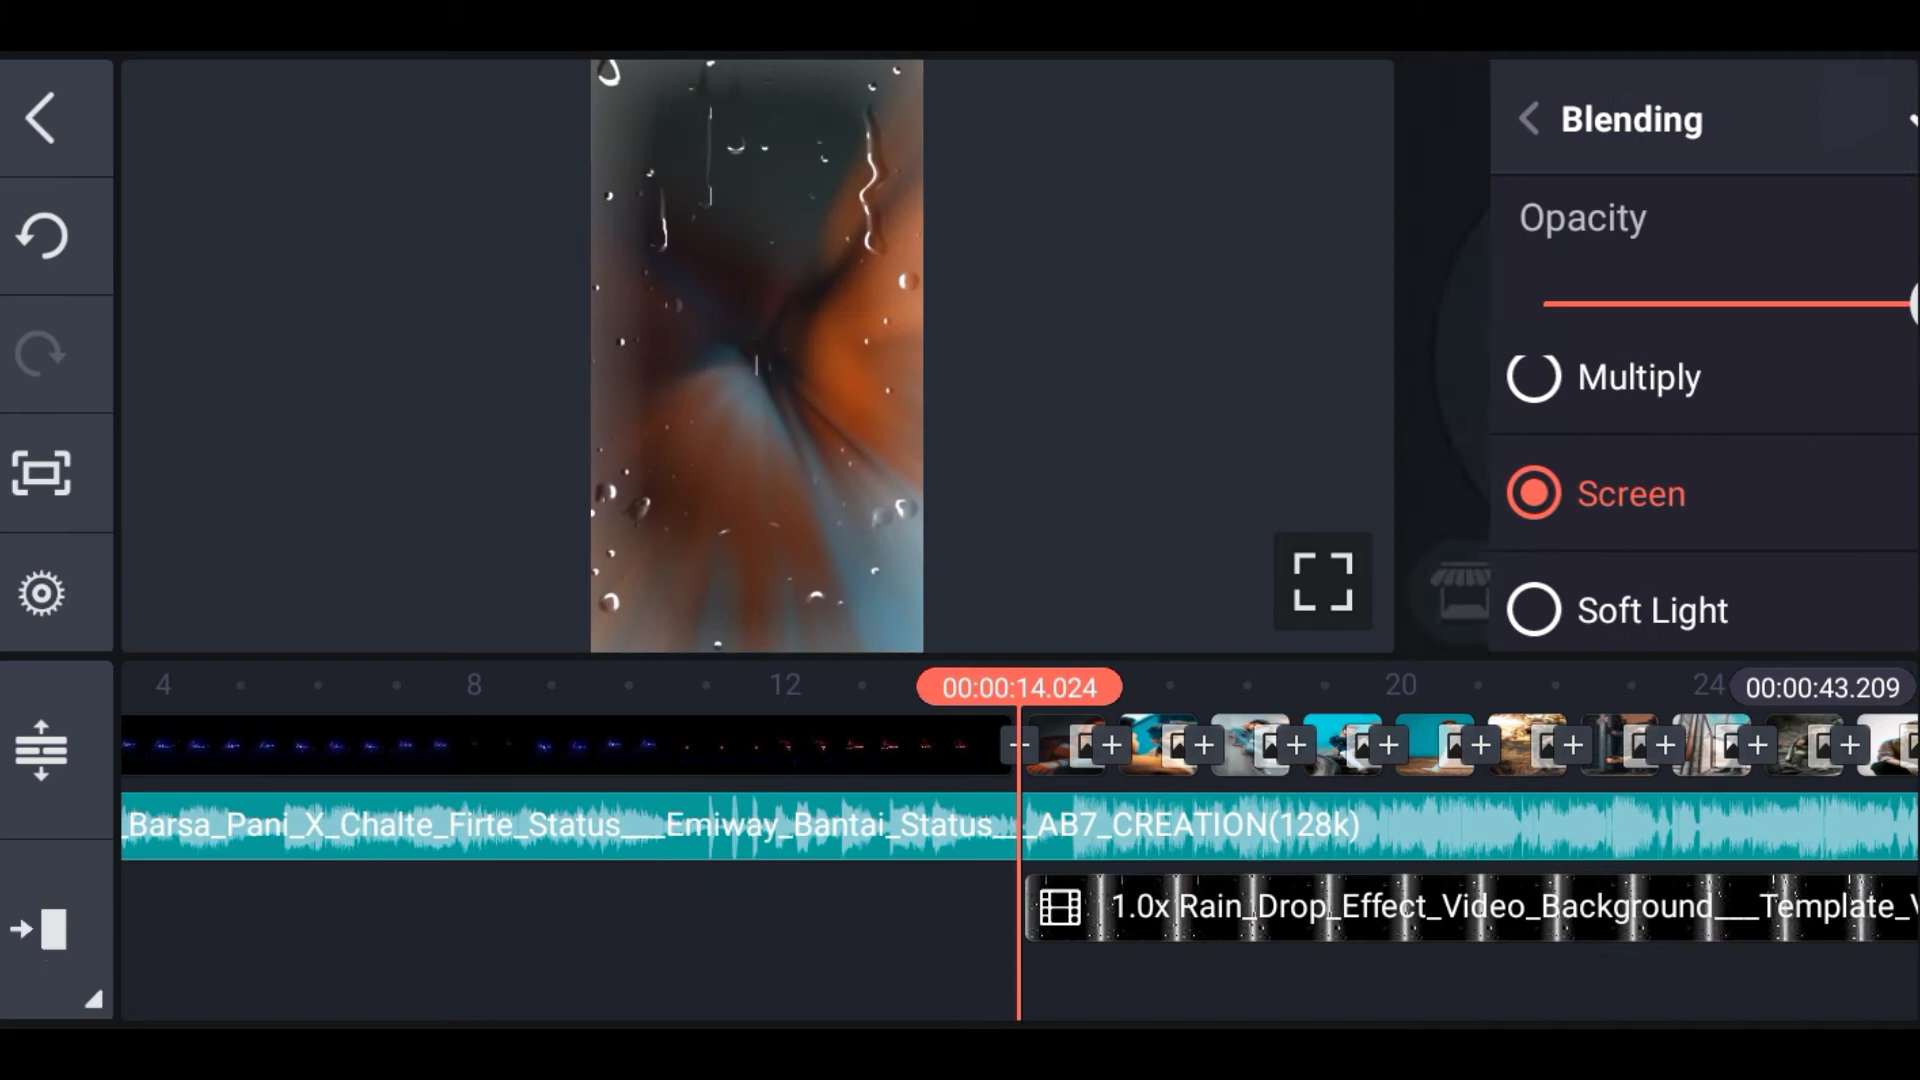 Blending
Opacity
Multiply
Screen
Soft Light
4
8
12
00:00:14.024
20
24
00:00:43.209
_Barsa_Pani_X_Chalte_Firte_Status___Emiway_Bantai_Status___AB7_CREATION(128k)
1.0x Rain_Drop_Effect_Video_Background___Template_V